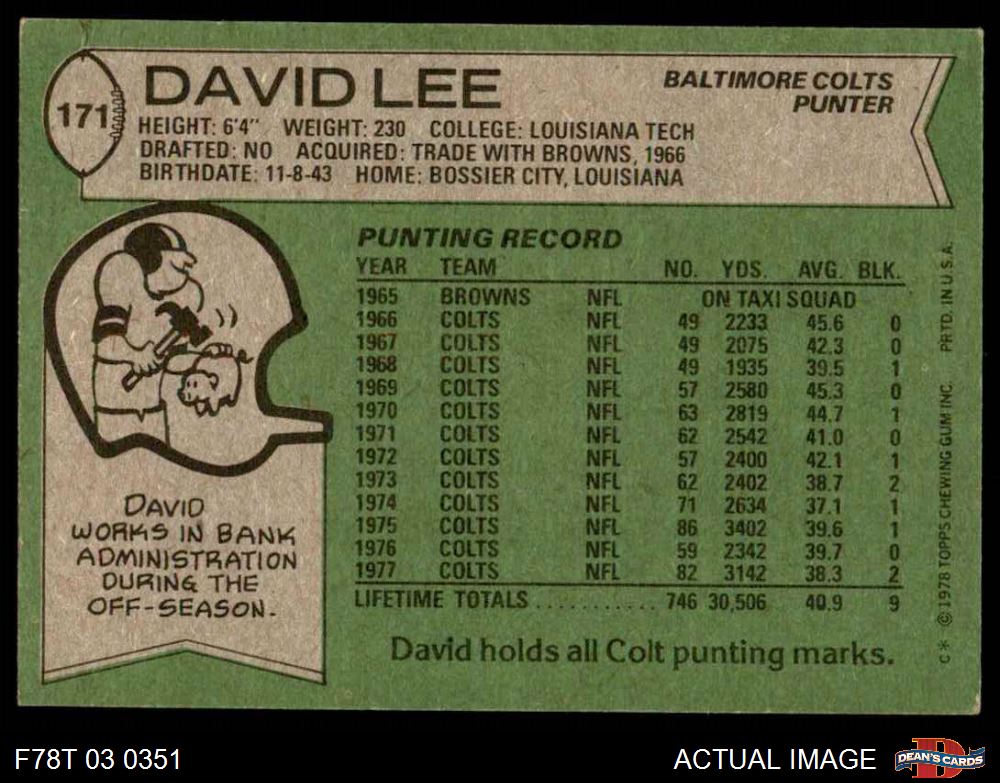 171
DAVID LEE
BALTIMORE COLTS
PUNTER
HEIGHT: 6'4" WEIGHT: 230 COLLEGE: LOUISIANA TECH
DRAFTED: NO ACQUIRED: TRADE WITH BROWNS, 1966
BIRTHDATE: 11-8-43 HOME: BOSSIER CITY, LOUISIANA
PUNTING RECORD
YEAR TEAM NO. YDS. AVG. BLK.
1965 BROWNS NFL ON TAXI SQUAD
1966 COLTS NFL 49 2233 45.6 0
1967 COLTS NFL 49 2075 42.3 0
1968 COLTS NFL 49 1935 39.5 1
1969 COLTS NFL 57 2580 45.3 0
1970 COLTS NFL 63 2819 44.7 1
1971 COLTS NFL 62 2542 41.0 0
1972 COLTS NFL 57 2400 42.1 1
1973 COLTS NFL 62 2402 38.7 2
1974 COLTS NFL 71 2634 37.1 1
1975 COLTS NFL 86 3402 39.6 1
1976 COLTS NFL 59 2342 39.7 0
1977 COLTS NFL 82 3142 38.3 2
LIFETIME TOTALS ............ 746 30,506 40.9 9
David holds all Colt punting marks.
DAVID
WORKS IN BANK
ADMINISTRATION
DURING THE
OFF-SEASON.
C* © 1978 TOPPS CHEWING GUM INC. PRTD. IN U.S.A.
F78T 03 0351
ACTUAL IMAGE
D
DEAN'S CARDS